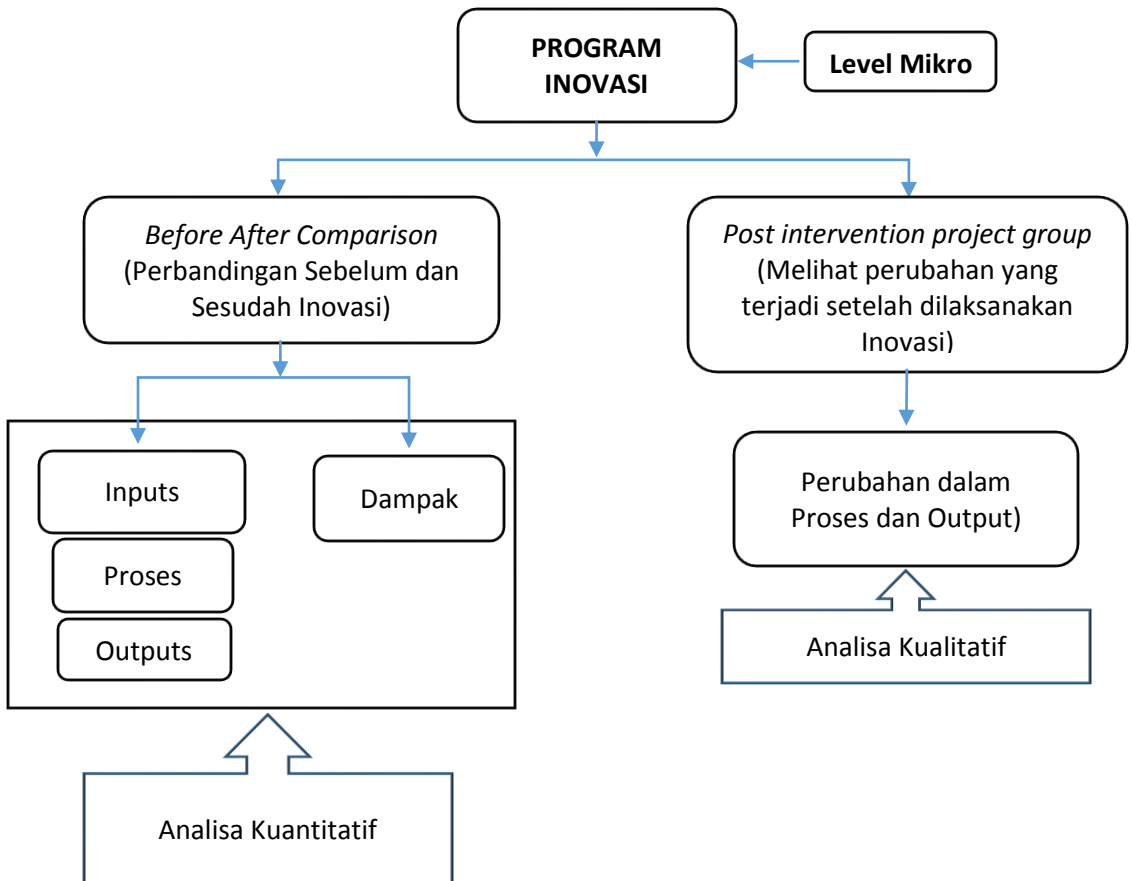 PROGRAM
INOVASI
Level Mikro
Before After Comparison
(Perbandingan Sebelum dan
Sesudah Inovasi)
Post intervention project group
(Melihat perubahan yang
terjadi setelah dilaksanakan
Inovasi)
Inputs
Proses
Outputs
Dampak
Perubahan dalam
Proses dan Output)
Analisa Kualitatif
Analisa Kuantitatif